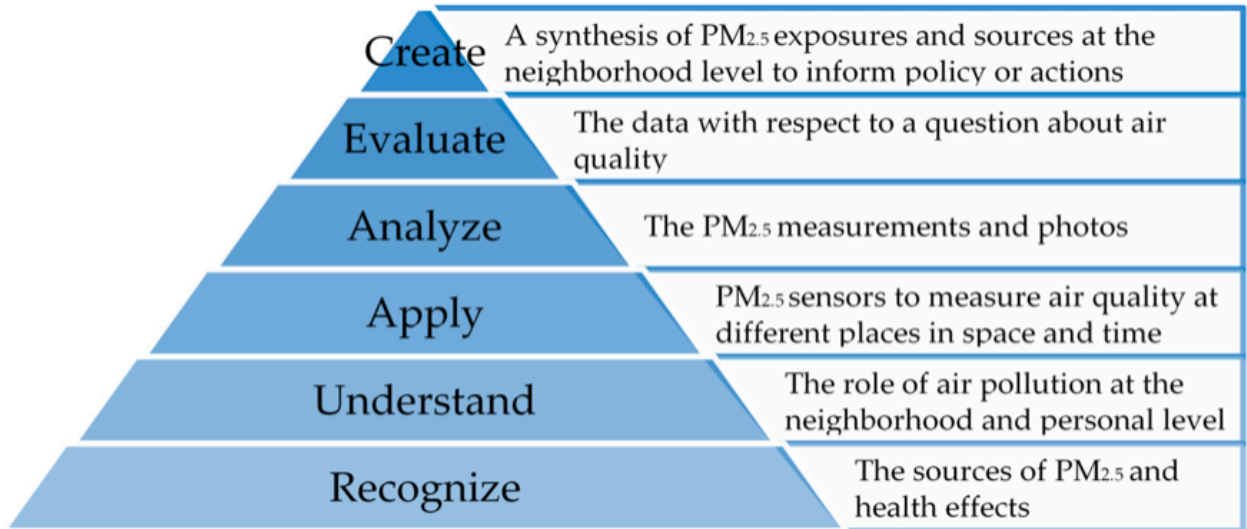 Create
A synthesis of PM2.5 exposures and sources at the
neighborhood level to inform policy or actions
Evaluate
The data with respect to a question about air
quality
Analyze
The PM2.5 measurements and photos
Apply
PM2.5 sensors to measure air quality at
different places in space and time
Understand
The role of air pollution at the
neighborhood and personal level
Recognize
The sources of PM2.5 and
health effects